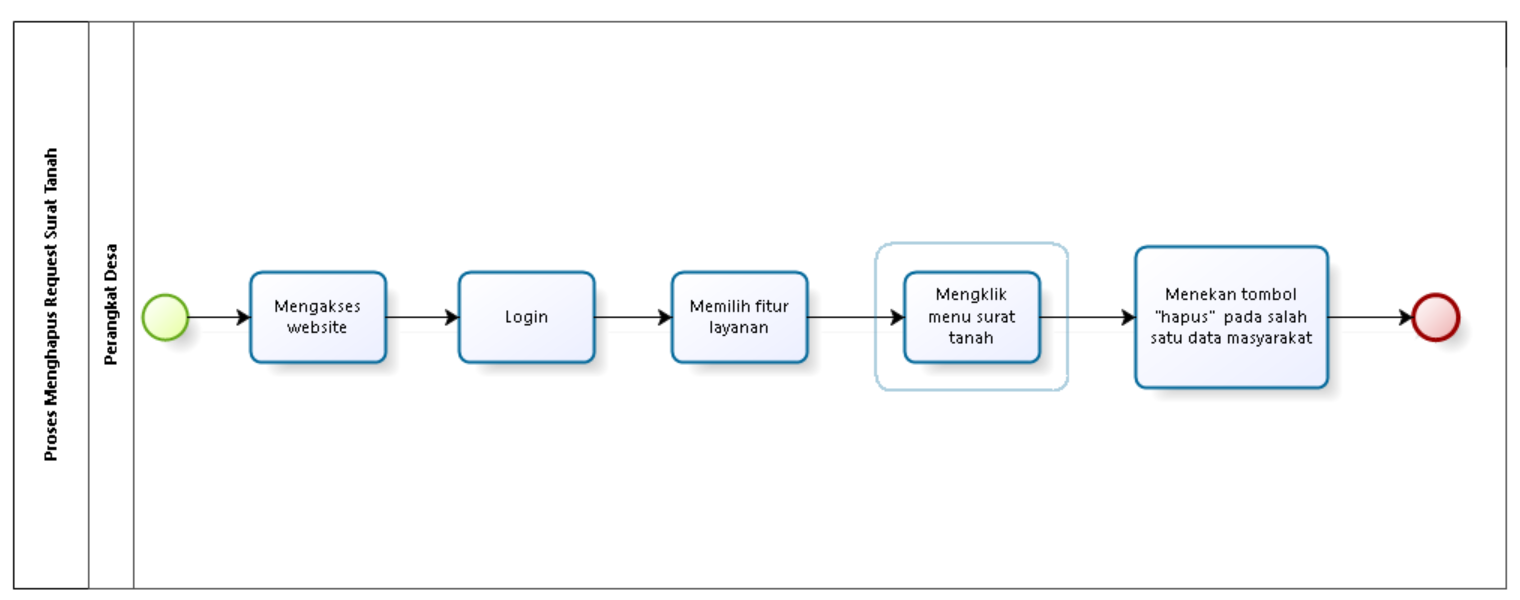 Proses Menghapus Request Surat Tanah
Perangkat Desa
Mengakses
website
Login
Memilih fitur
layanan
Mengklik
menu surat
tanah
Menekan tombol
"hapus" pada salah
satu data masyarakat